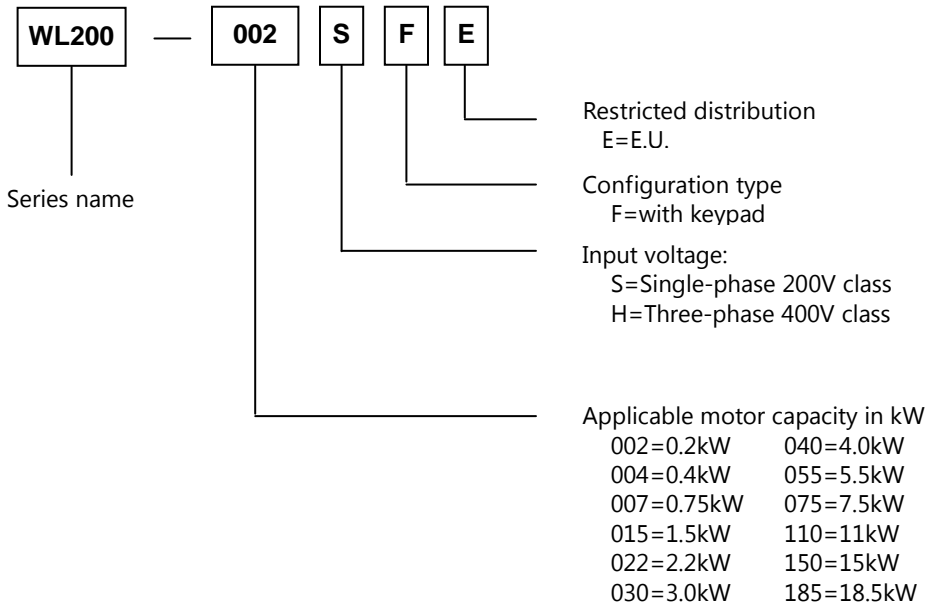 WL200 — 002 S F E
Restricted distribution
E=E.U.
Series name
Configuration type
F=with keypad
Input voltage:
S=Single-phase 200V class
H=Three-phase 400V class
Applicable motor capacity in kW
002=0.2kW 040=4.0kW
004=0.4kW 055=5.5kW
007=0.75kW 075=7.5kW
015=1.5kW 110=11kW
022=2.2kW 150=15kW
030=3.0kW 185=18.5kW